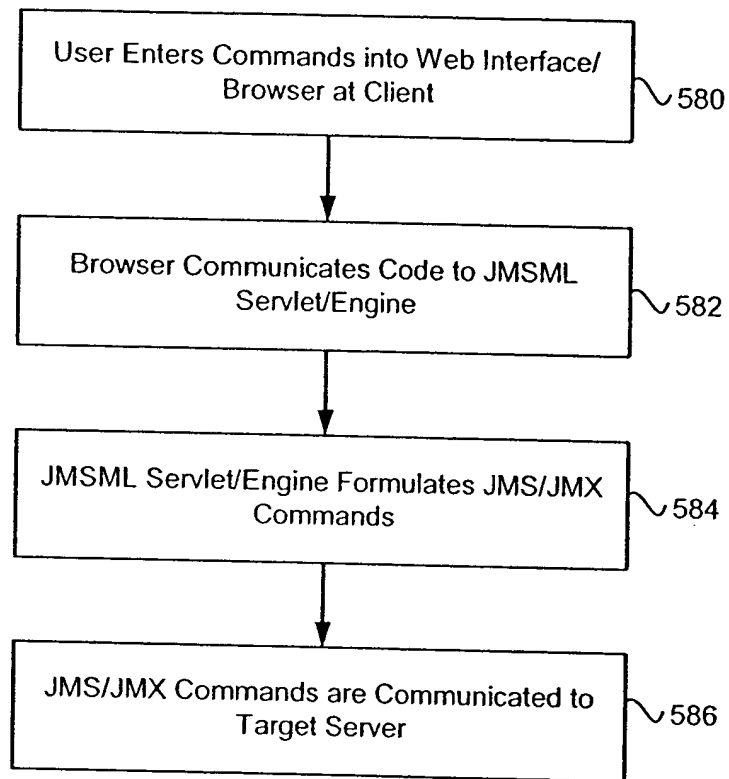 User Enters Commands into Web Interface/
Browser at Client
580
Browser Communicates Code to JMSML
Servlet/Engine
582
JMSML Servlet/Engine Formulates JMS/JMX
Commands
584
JMS/JMX Commands are Communicated to
Target Server
586